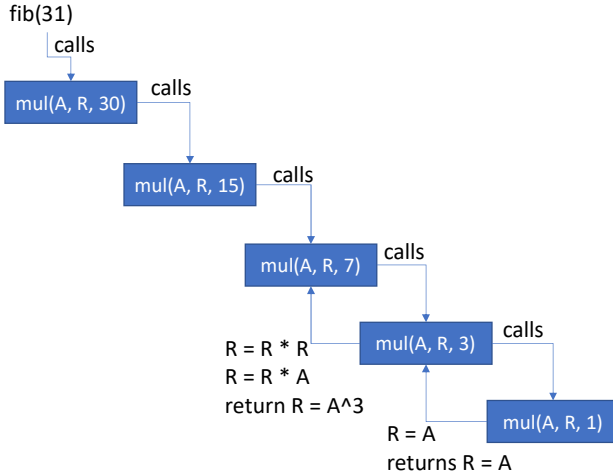 fib(31)
calls
mul(A, R, 30)
calls
mul(A, R, 15)
calls
mul(A, R, 7)
calls
R = R * R
R = R * A
return R = A^3
mul(A, R, 3)
calls
R = A
returns R = A
mul(A, R, 1)